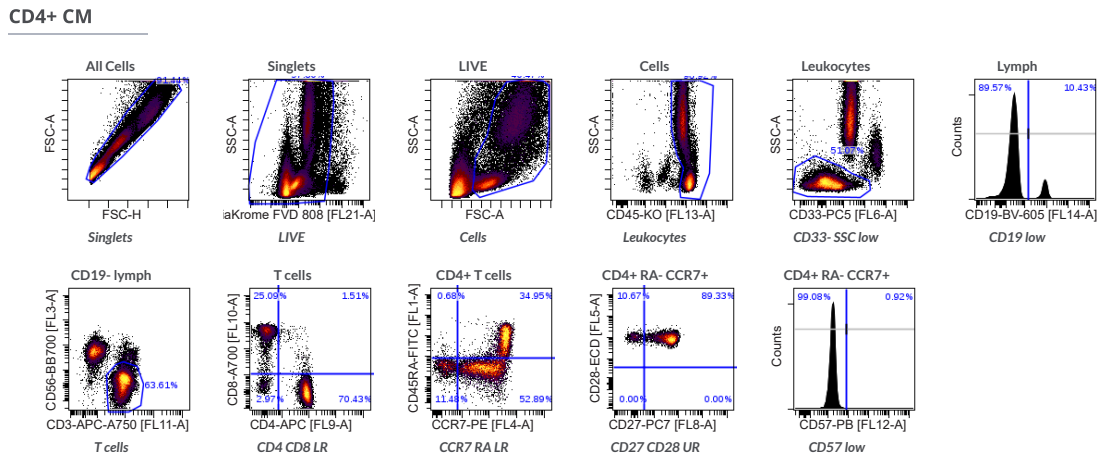 CD4+ CM
All Cells
Singlets
LIVE
Cells
Leukocytes
Lymph
91.44%
89.57%
10.43%
51.07%
FSC-A
SSC-A
SSC-A
SSC-A
SSC-A
Counts
FSC-H
iaKrome FVD 808 [FL21-A]
FSC-A
CD45-KO [FL13-A]
CD33-PC5 [FL6-A]
CD19-BV-605 [FL14-A]
Singlets
LIVE
Cells
Leukocytes
CD33- SSC low
CD19 low
CD19- lymph
T cells
CD4+ T cells
CD4+ RA- CCR7+
CD4+ RA- CCR7+
63.61%
25.09%
1.51%
2.97%
70.43%
0.68%
34.95%
11.48%
52.89%
10.67%
89.33%
0.00%
0.00%
99.08%
0.92%
CD56-BB700 [FL3-A]
CD8-A700 [FL10-A]
CD45RA-FITC [FL1-A]
CD28-ECD [FL5-A]
Counts
CD3-APC-A750 [FL11-A]
CD4-APC [FL9-A]
CCR7-PE [FL4-A]
CD27-PC7 [FL8-A]
CD57-PB [FL12-A]
T cells
CD4 CD8 LR
CCR7 RA LR
CD27 CD28 UR
CD57 low